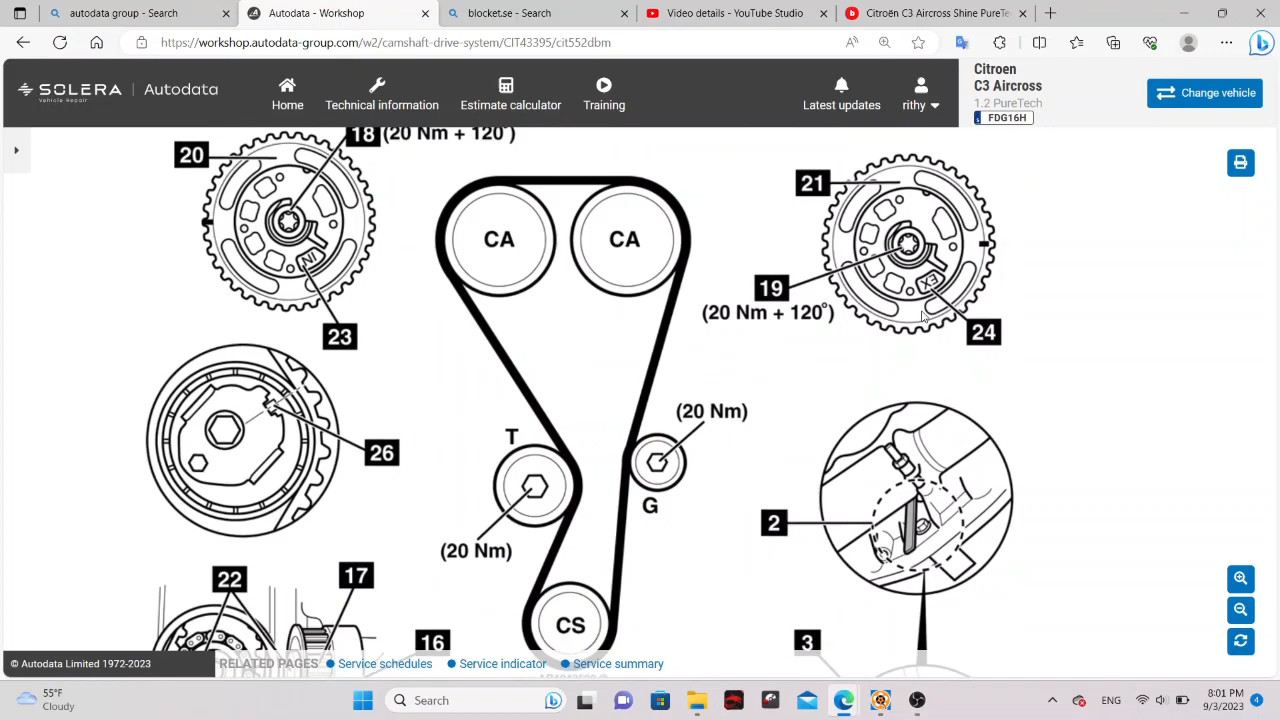 autodata group - Search
Autodata - Workshop
blocket.se - Search
Video details - YouTube Studio
Citroën C3 Aircross Shine PureTe
https://workshop.autodata-group.com/w2/camshaft-drive-system/CIT43395/cit552dbm
SOLERA
Vehicle Repair
Autodata
Home
Technical information
Estimate calculator
Training
Latest updates
rithy
Citroen
C3 Aircross
1.2 PureTech
FDG16H
Change vehicle
18 (20 Nm + 120°)
20
21
CA
CA
IN
EX
19
(20 Nm + 120°)
23
24
(20 Nm)
T
26
G
2
(20 Nm)
22
17
CS
16
3
© Autodata Limited 1972-2023
RELATED PAGES
Service schedules
Service indicator
Service summary
55°F
Cloudy
Search
ENG
8:01 PM
9/3/2023
4